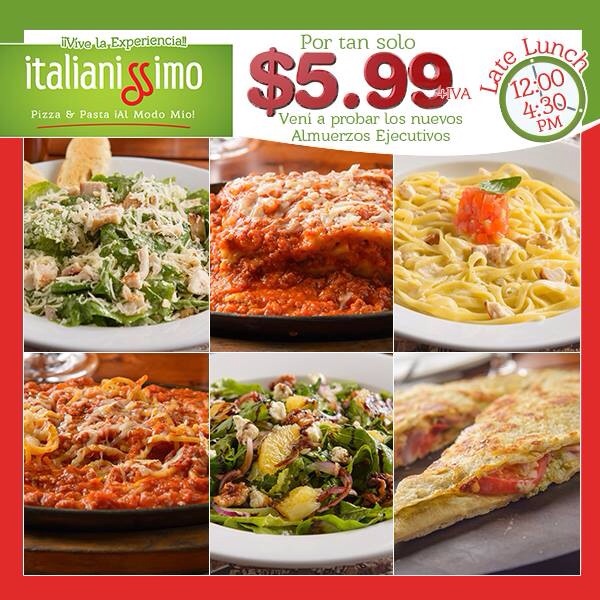 ¡¡Vive la Experiencia!!
italianissimo
Pizza & Pasta ¡Al Modo Mio!
Por tan solo
$5.99
+IVA
Vení a probar los nuevos
Almuerzos Ejecutivos
Late Lunch
12:00
4:30
PM